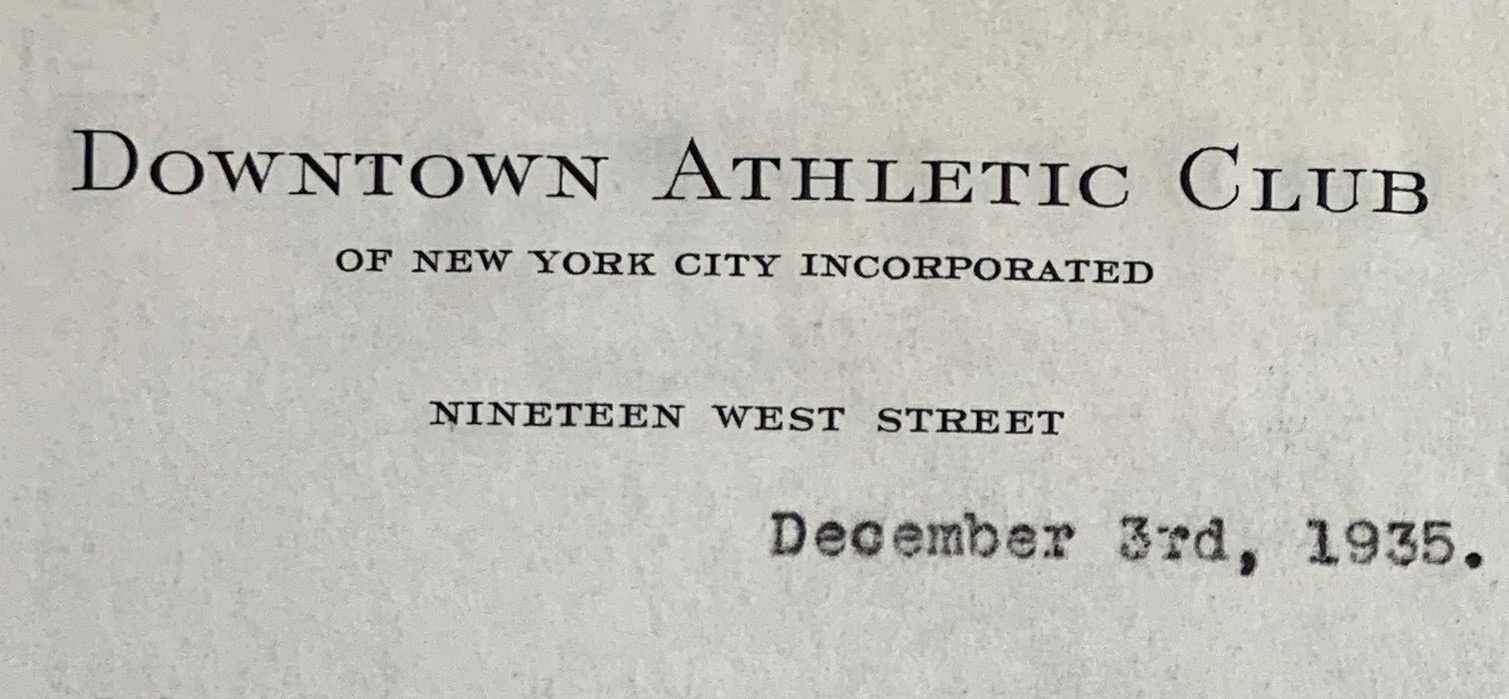 DOWNTOWN ATHLETIC CLUB
OF NEW YORK CITY INCORPORATED
NINETEEN WEST STREET
December 3rd, 1935.